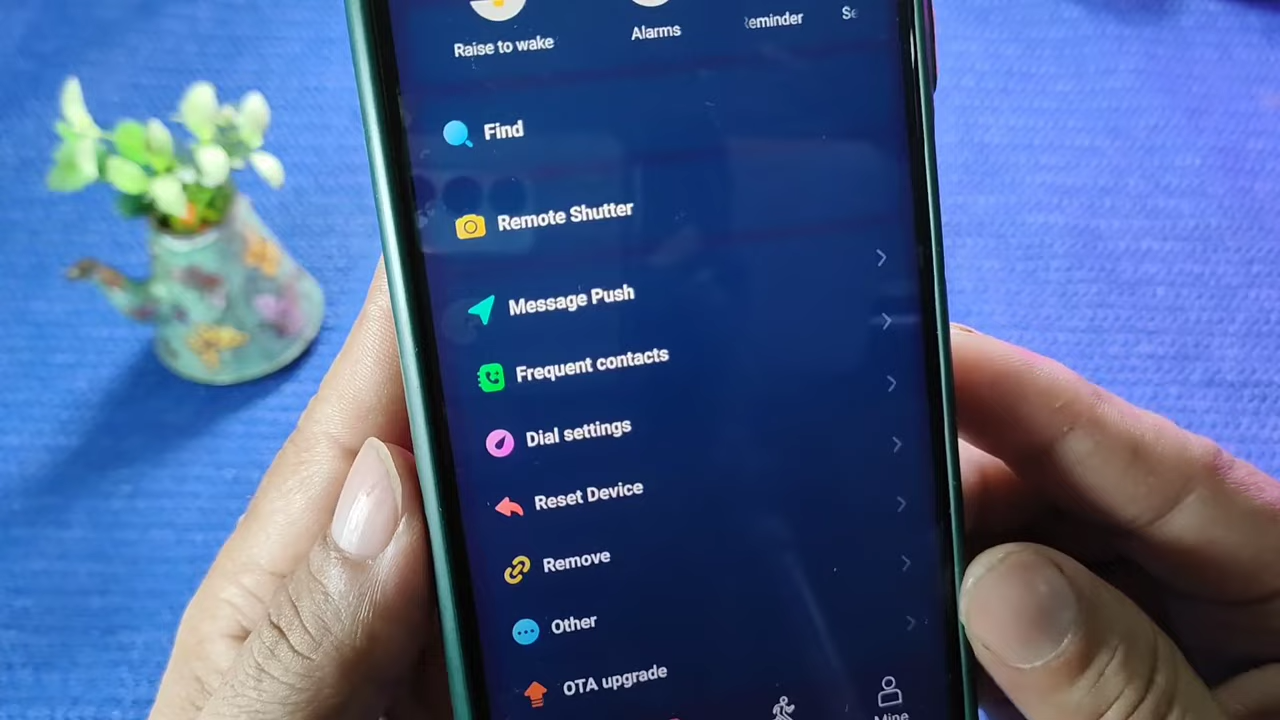 Raise to wake
Alarms
Reminder
Se
Find
Remote Shutter
Message Push
Frequent contacts
Dial settings
Reset Device
Remove
Other
OTA upgrade
Mine